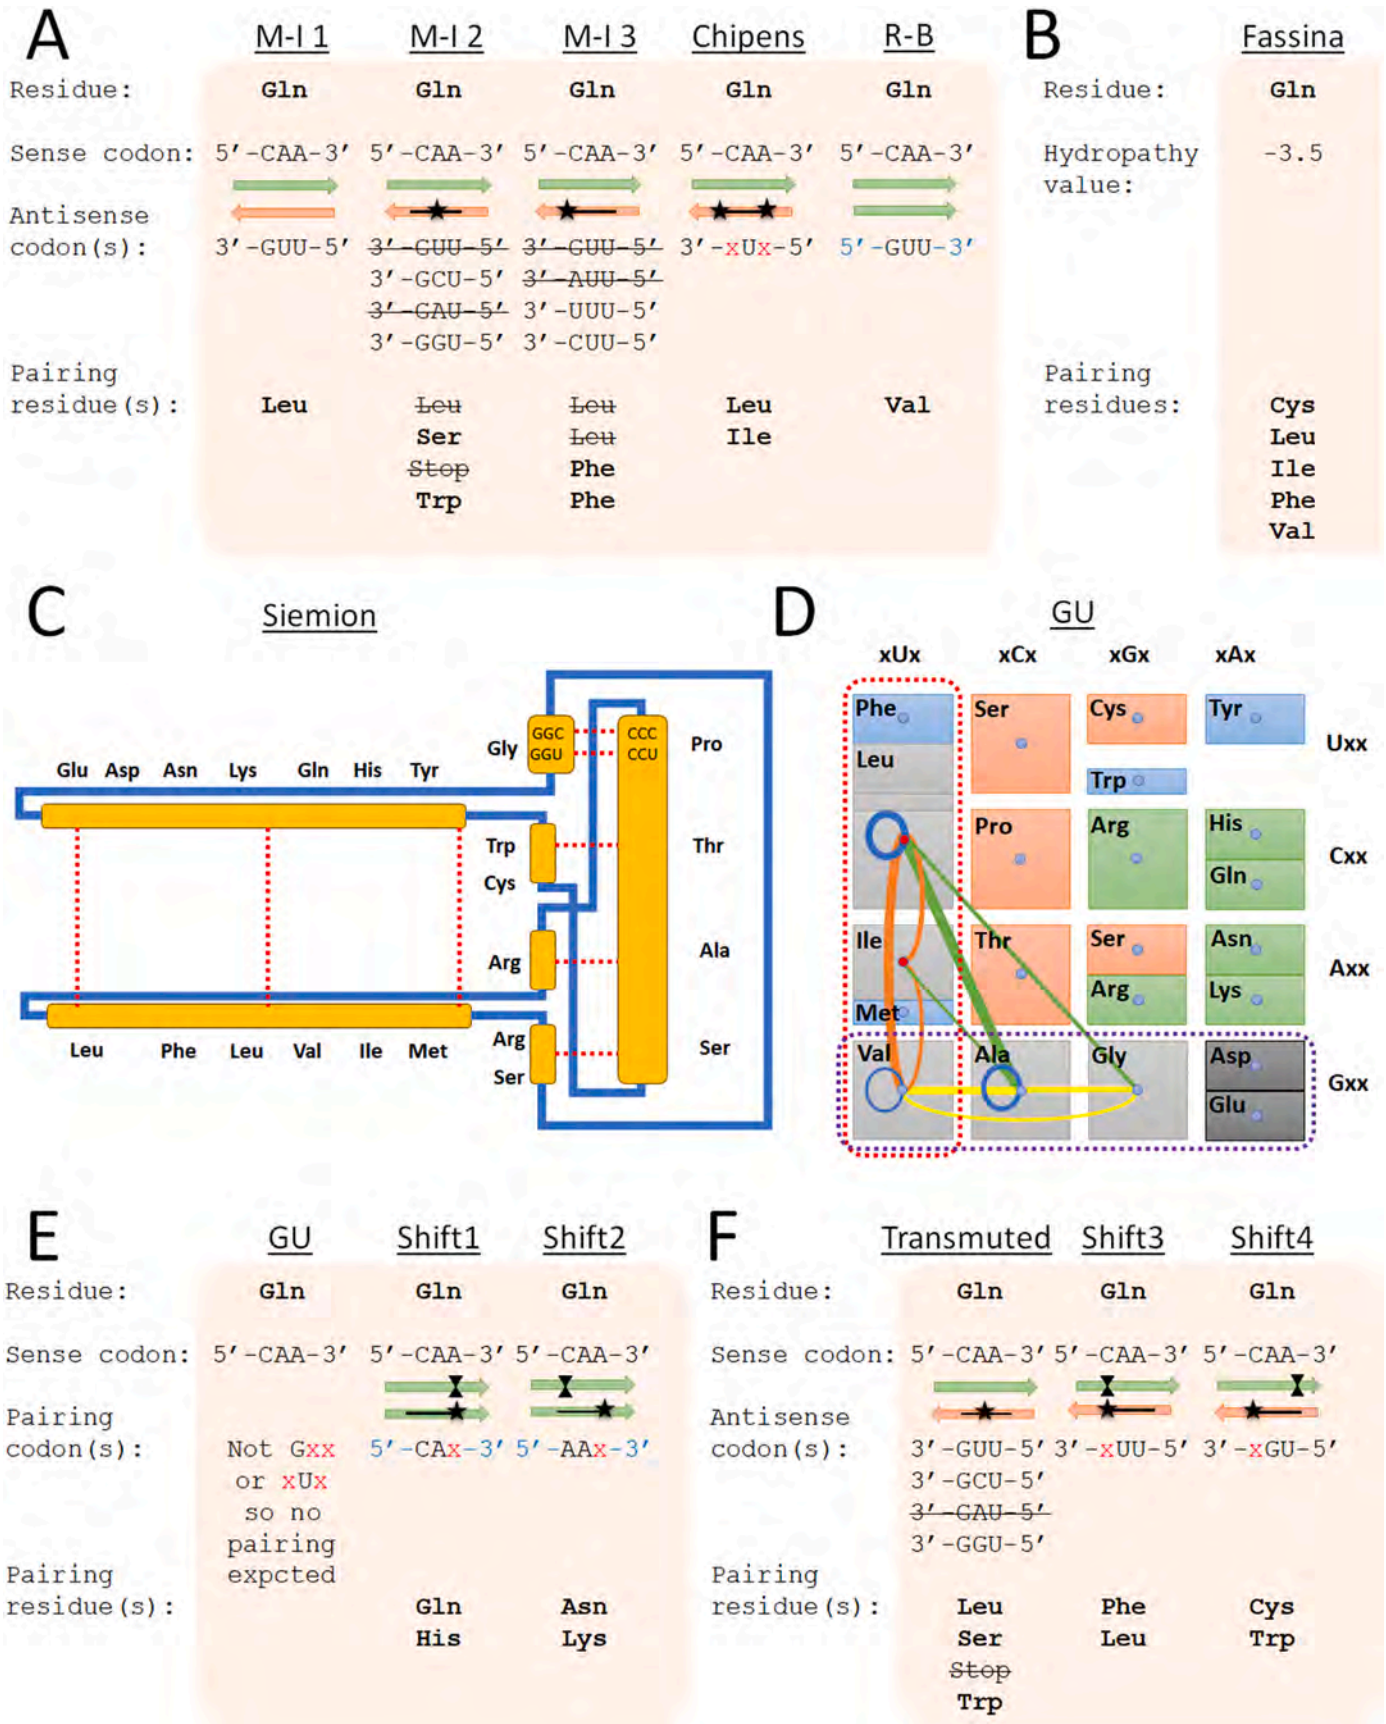 A M-I 1 M-I 2 M-I 3 Chipens R-B
Residue: Gln Gln Gln Gln Gln
Sense codon: 5′-CAA-3′ 5′-CAA-3′ 5′-CAA-3′ 5′-CAA-3′ 5′-CAA-3′
Antisense
codon(s): 3′-GUU-5′ 3′-GUU-5′ 3′-GUU-5′ 3′-xUx-5′ 5′-GUU-3′
3′-GCU-5′ 3′-AUU-5′
3′-GAU-5′ 3′-UUU-5′
3′-GGU-5′ 3′-CUU-5′
Pairing
residue(s): Leu Leu Leu Leu Val
Ser Leu Ile
Stop Phe
Trp Phe
B Fassina
Residue: Gln
Hydropathy -3.5
value:
Pairing
residues: Cys
Leu
Ile
Phe
Val
C Siemion
Gly GGC CCC Pro
GGU CCU
Glu Asp Asn Lys Gln His Tyr
Trp Thr
Cys
Arg Ala
Arg Ser
Ser
Leu Phe Leu Val Ile Met
D GU
xUx xCx xGx xAx
Phe Ser Cys Tyr
Uxx
Leu
Trp
Pro Arg His
Cxx
Gln
Ile Thr Ser Asn
Axx
Arg Lys
Met
Val Ala Gly Asp
Gxx
Glu
E GU Shift1 Shift2
Residue: Gln Gln Gln
Sense codon: 5′-CAA-3′ 5′-CAA-3′ 5′-CAA-3′
Pairing
codon(s): Not Gxx 5′-CAx-3′ 5′-AAx-3′
or xUx
so no
pairing
expcted
Pairing
residue(s): Gln Asn
His Lys
F Transmuted Shift3 Shift4
Residue: Gln Gln Gln
Sense codon: 5′-CAA-3′ 5′-CAA-3′ 5′-CAA-3′
Antisense
codon(s): 3′-GUU-5′ 3′-xUU-5′ 3′-xGU-5′
3′-GCU-5′
3′-GAU-5′
3′-GGU-5′
Pairing
residue(s): Leu Phe Cys
Ser Leu Trp
Stop
Trp